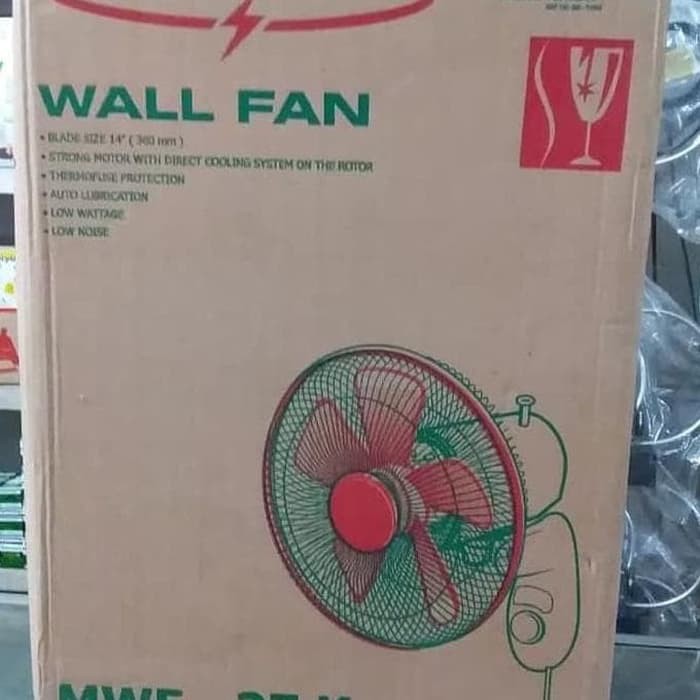 WALL FAN
• BLADE SIZE 14" ( 360 mm )
• STRONG MOTOR WITH DIRECT COOLING SYSTEM ON THE ROTOR
• THERMOFUSE PROTECTION
• AUTO LUBRICATION
• LOW WATTAGE
• LOW NOISE